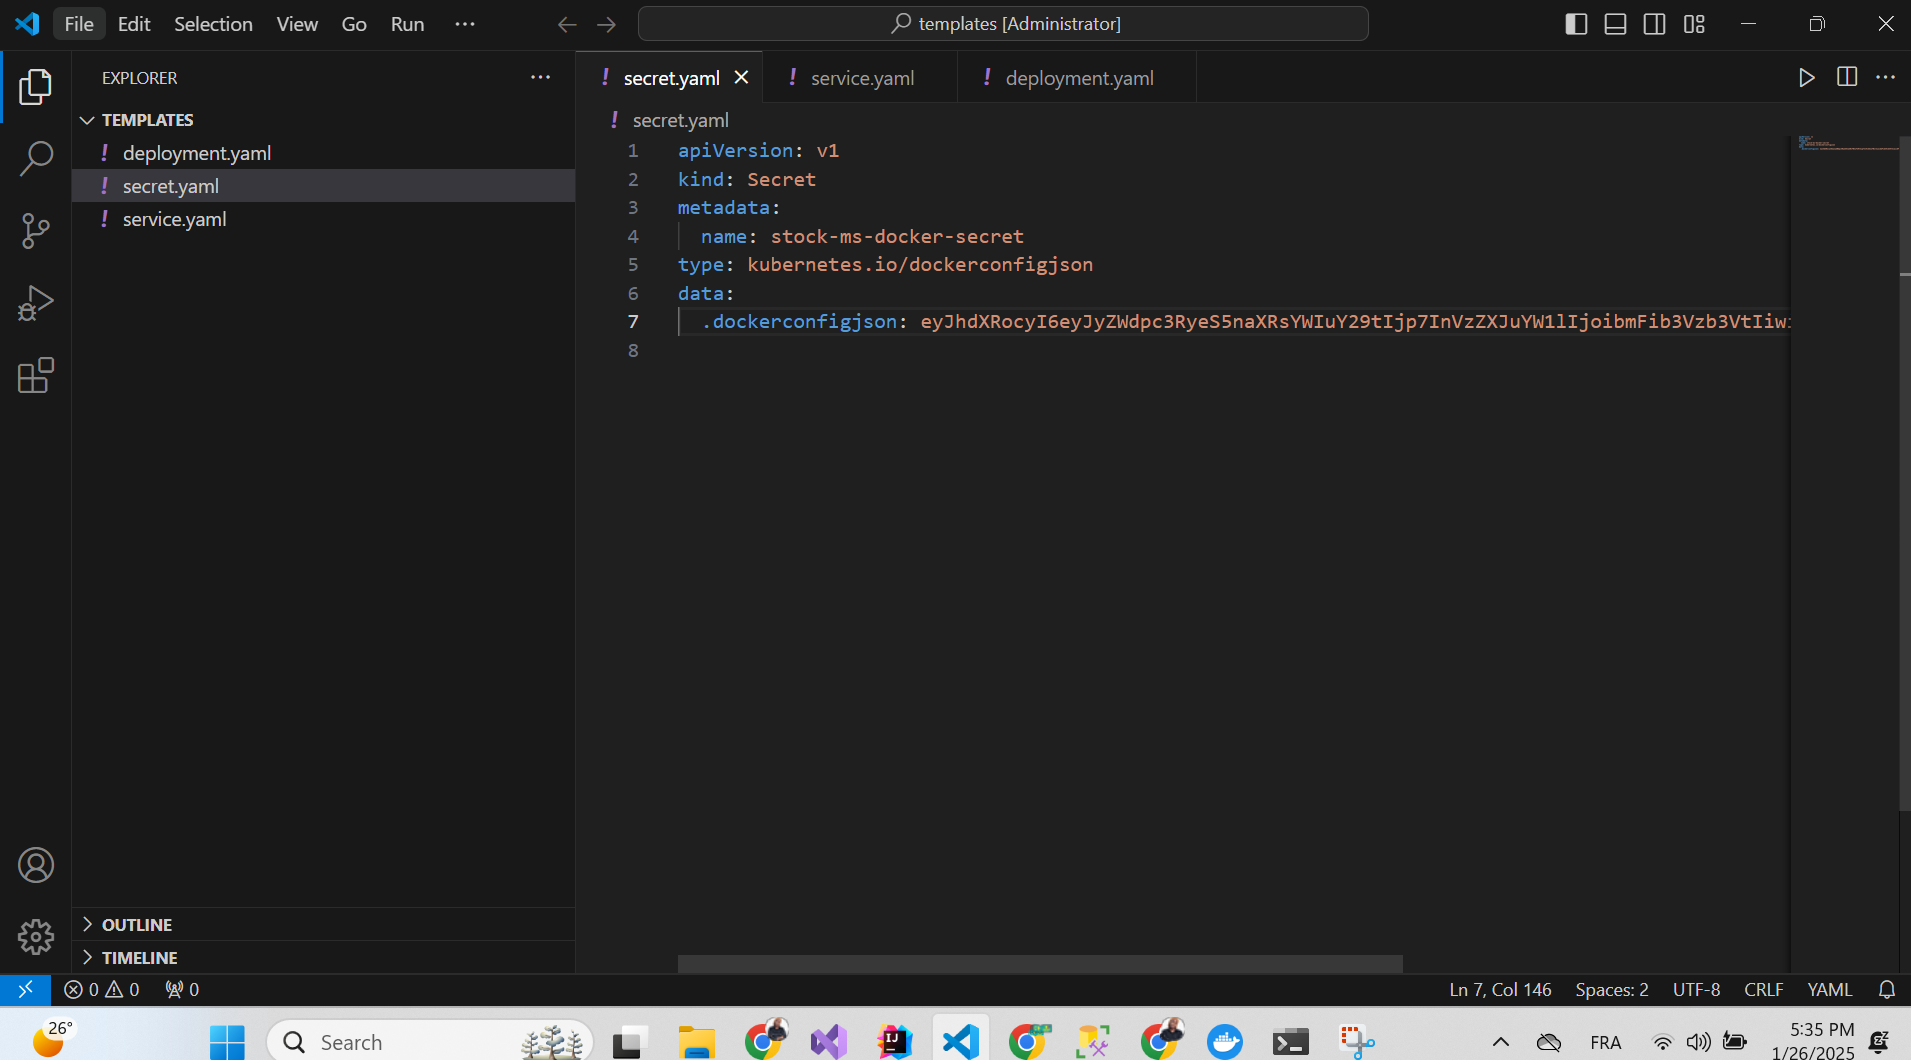 File Edit Selection View Go Run ··· templates [Administrator]
EXPLORER
TEMPLATES
deployment.yaml
secret.yaml
service.yaml
OUTLINE
TIMELINE
secret.yaml service.yaml deployment.yaml
secret.yaml
1 apiVersion: v1
2 kind: Secret
3 metadata:
4 name: stock-ms-docker-secret
5 type: kubernetes.io/dockerconfigjson
6 data:
7 .dockerconfigjson: eyJhdXRocyI6eyJyZWdpc3RyeS5naXRsYWIuY29tIjp7InVzZXJuYW1lIjoibmFib3Vzb3VtIiwi
8
0 0 0 Ln 7, Col 146 Spaces: 2 UTF-8 CRLF YAML
26° Search FRA 5:35 PM
1/26/2025